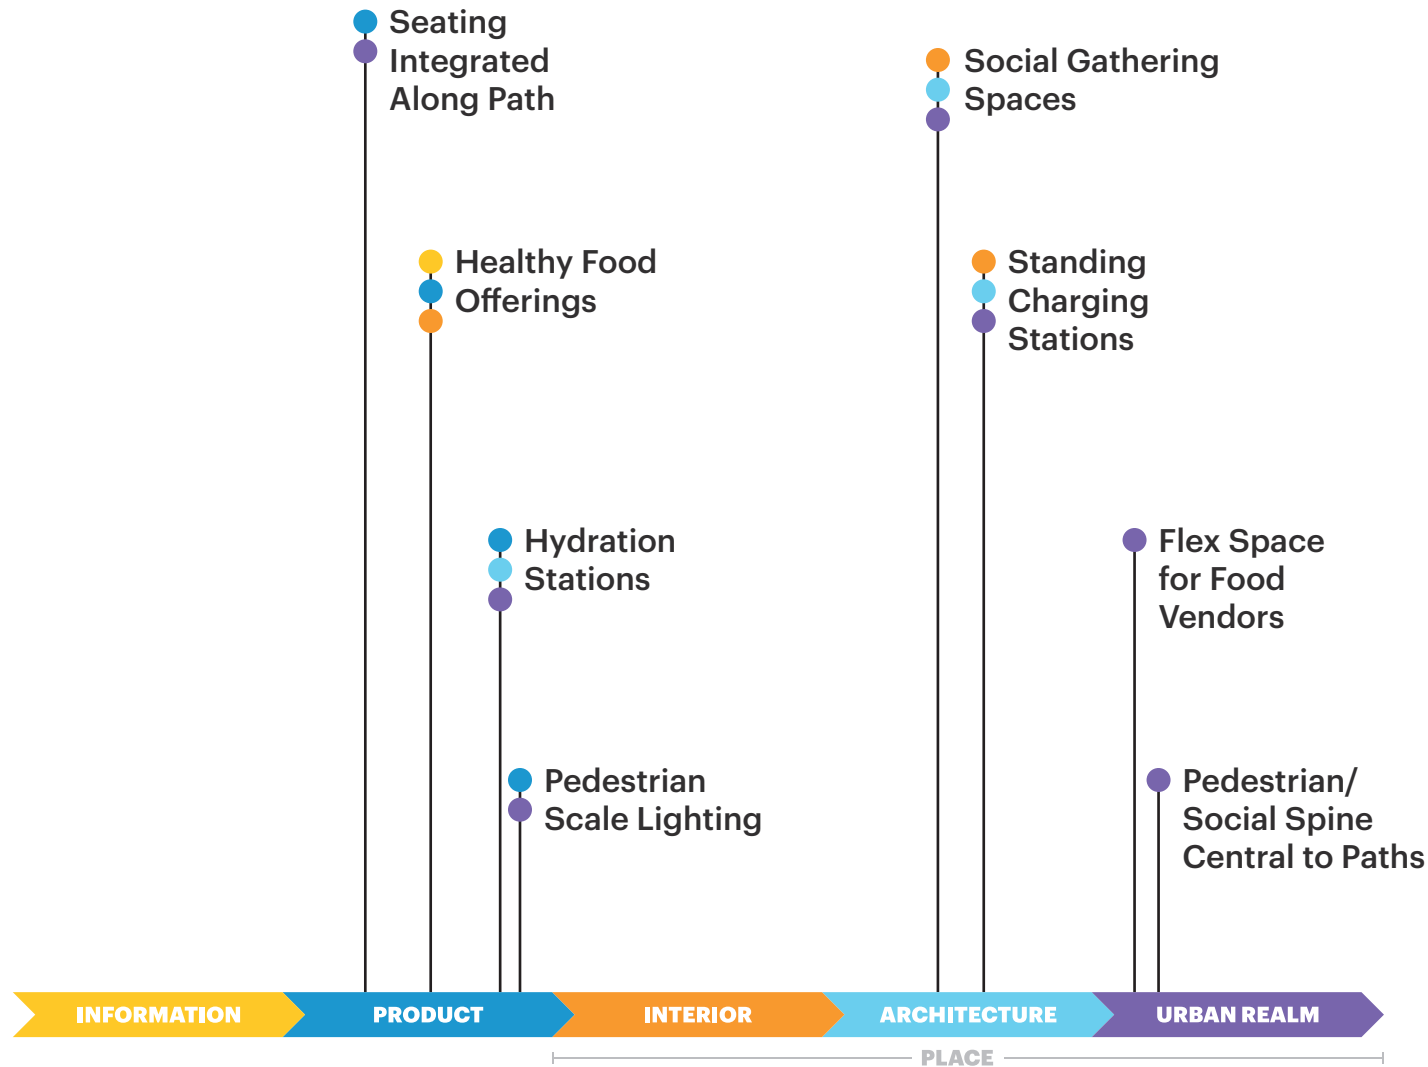 Seating
Integrated
Along Path
Social Gathering
Spaces
Healthy Food
Offerings
Standing
Charging
Stations
Hydration
Stations
Flex Space
for Food
Vendors
Pedestrian
Scale Lighting
Pedestrian/
Social Spine
Central to Paths
INFORMATION
PRODUCT
INTERIOR
ARCHITECTURE
URBAN REALM
PLACE